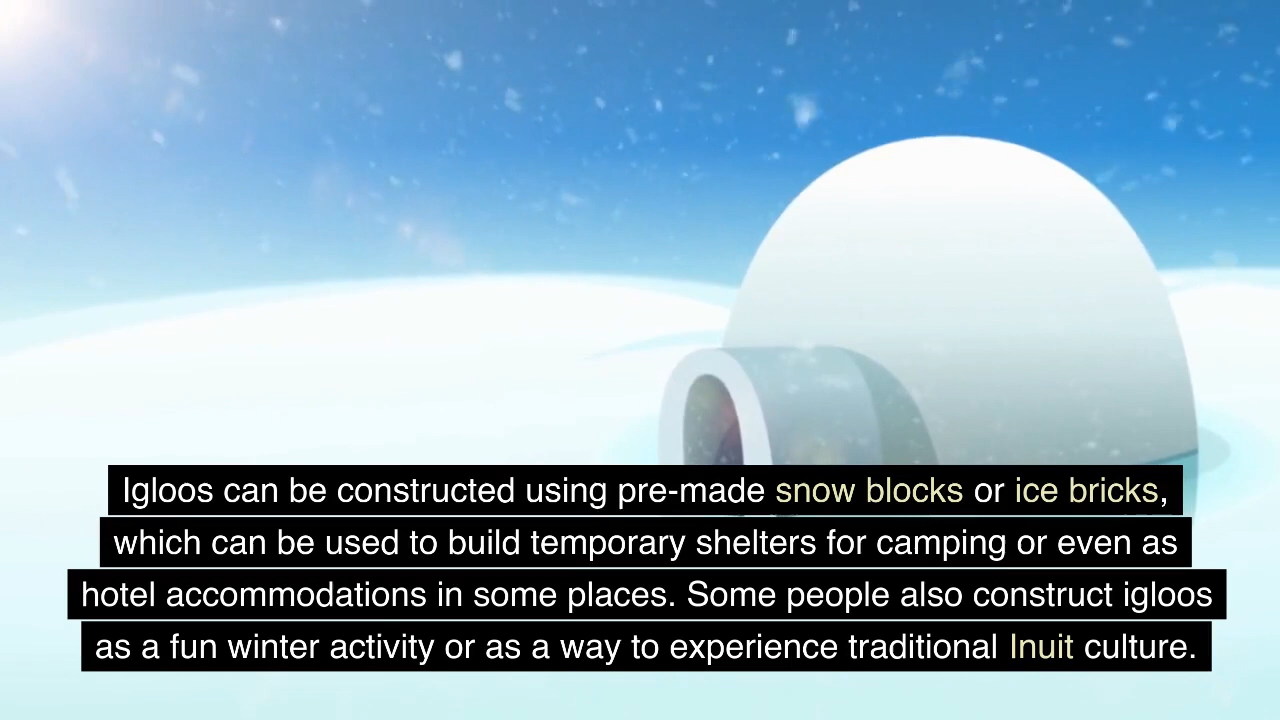 Igloos can be constructed using pre-made snow blocks or ice bricks,
which can be used to build temporary shelters for camping or even as
hotel accommodations in some places. Some people also construct igloos
as a fun winter activity or as a way to experience traditional Inuit culture.